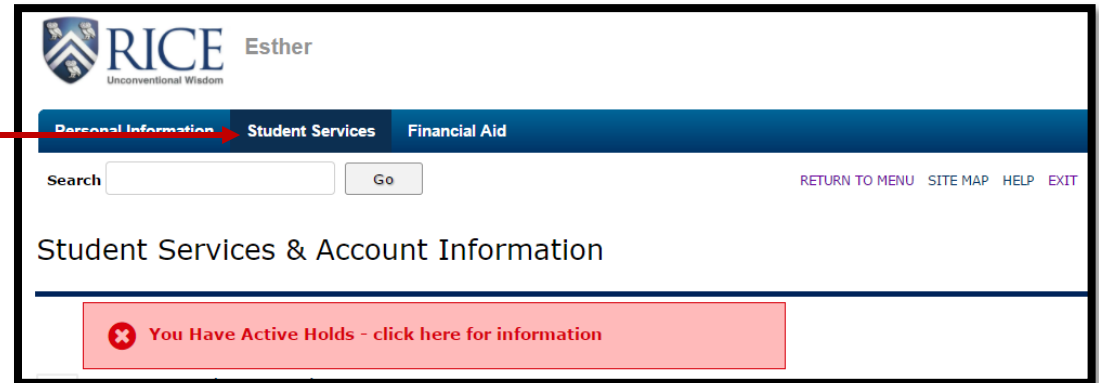 RICE Esther
Unconventional Wisdom
Personal Information Student Services Financial Aid
Search Go RETURN TO MENU SITE MAP HELP EXIT
Student Services & Account Information
You Have Active Holds - click here for information